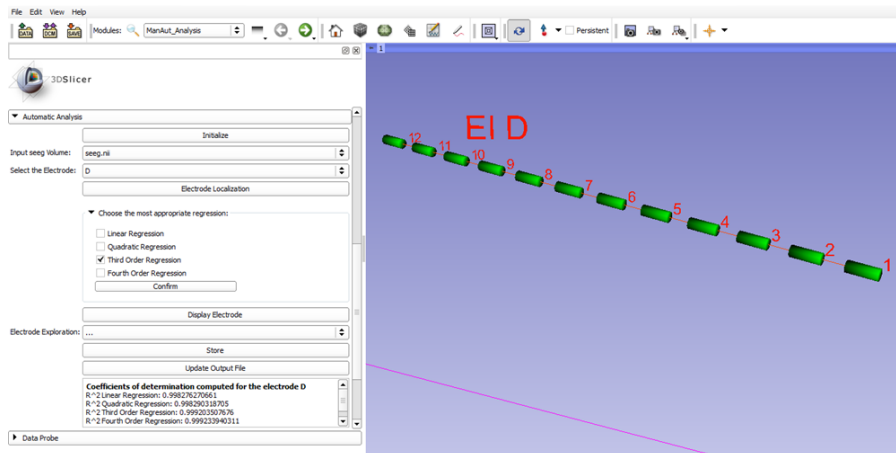 File Edit View Help
DATA DCM SAVE Modules: ManAut_Analysis Persistent
1
3DSlicer
Automatic Analysis
Initialize
Input seeg Volume: seeg.nii
Select the Electrode: D
Electrode Localization
Choose the most appropriate regression:
Linear Regression
Quadratic Regression
Third Order Regression
Fourth Order Regression
Confirm
Display Electrode
Electrode Exploration: ...
Store
Update Output File
Coefficients of determination computed for the electrode D
R^2 Linear Regression: 0.998276270661
R^2 Quadratic Regression: 0.998290318705
R^2 Third Order Regression: 0.999203507676
R^2 Fourth Order Regression: 0.999233940311
Data Probe
El D
12 11 10 9 8 7 6 5 4 3 2 1